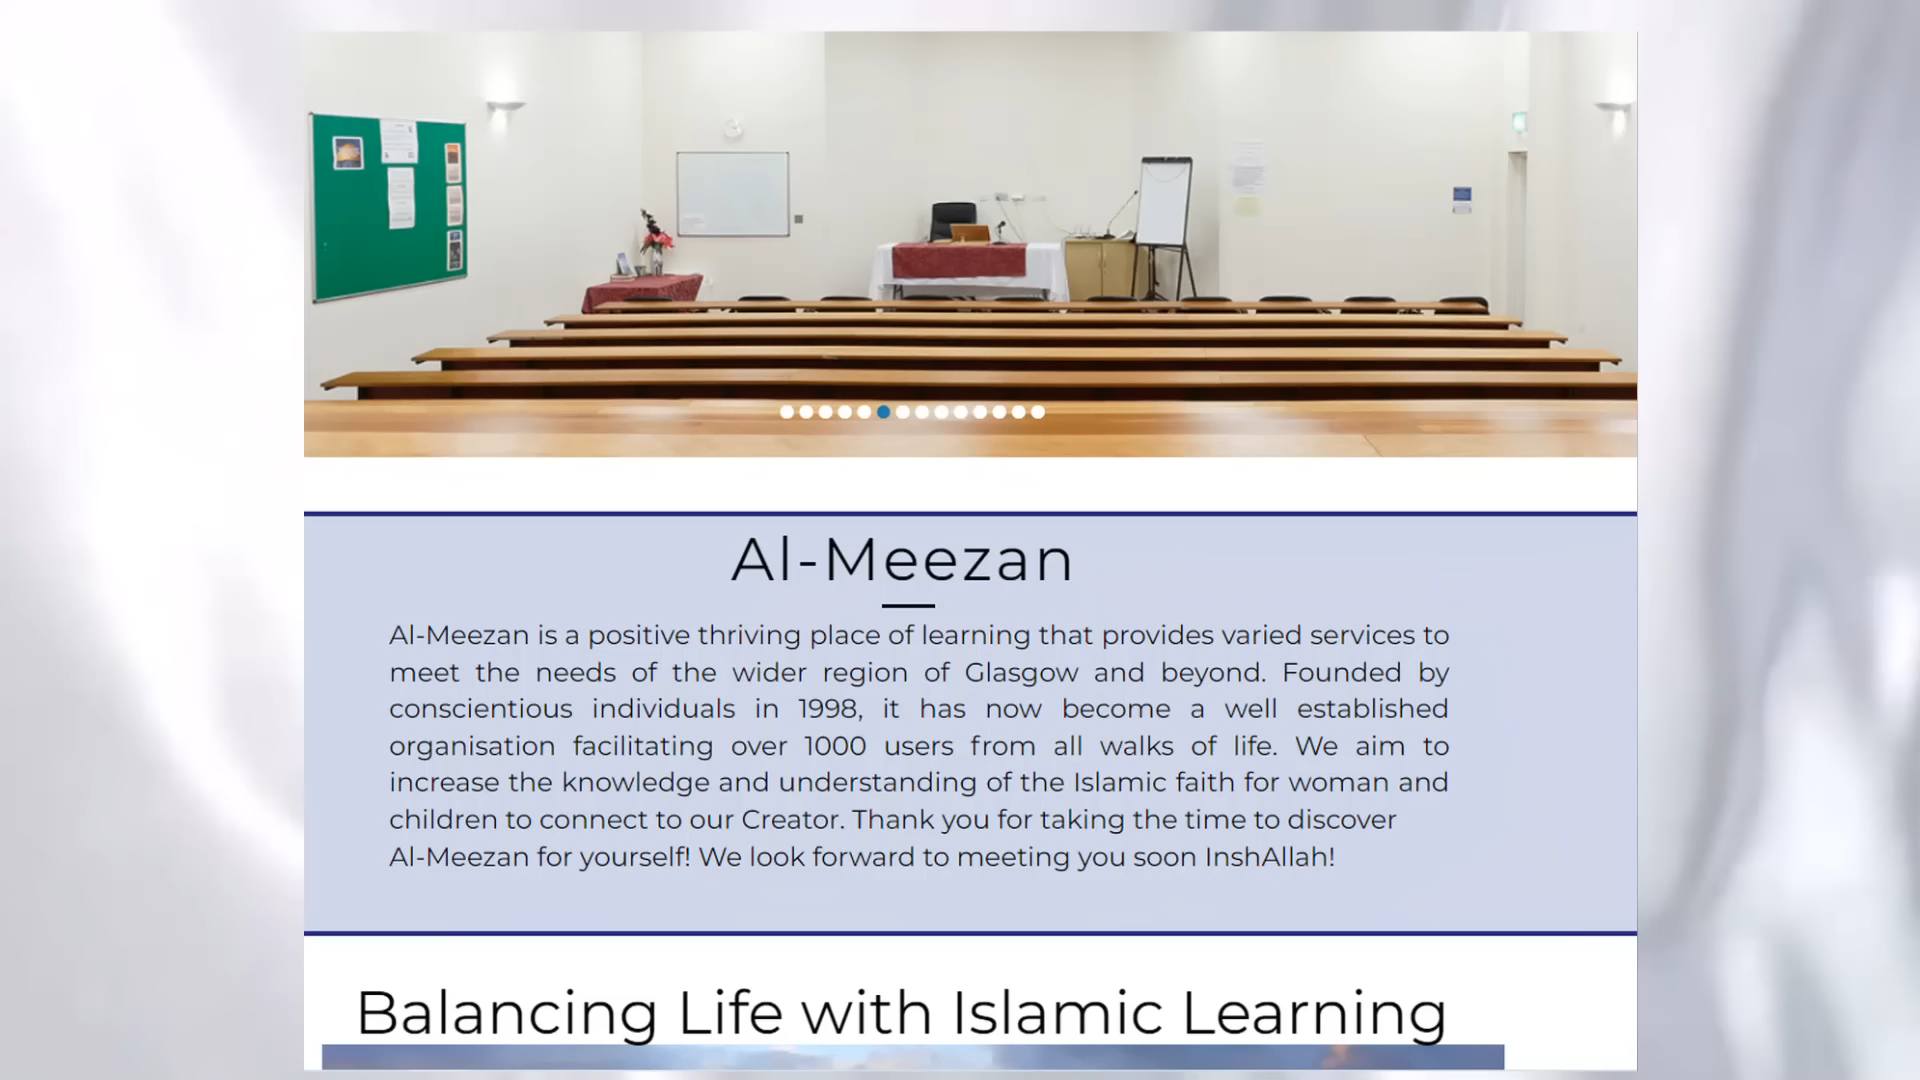 Al-Meezan
Al-Meezan is a positive thriving place of learning that provides varied services to
meet the needs of the wider region of Glasgow and beyond. Founded by
conscientious individuals in 1998, it has now become a well established
organisation facilitating over 1000 users from all walks of life. We aim to
increase the knowledge and understanding of the Islamic faith for woman and
children to connect to our Creator. Thank you for taking the time to discover
Al-Meezan for yourself! We look forward to meeting you soon InshAllah!
Balancing Life with Islamic Learning